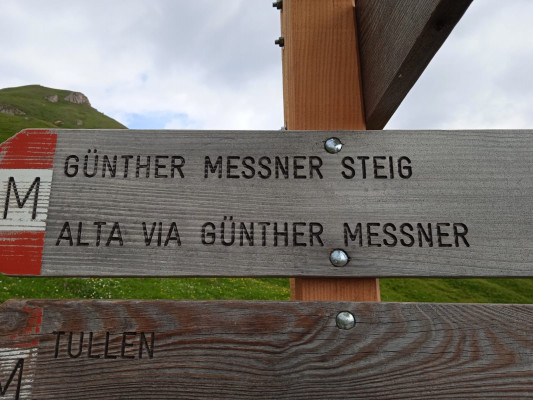 GÜNTHER MESSNER STEIG
M
ALTA VIA GÜNTHER MESSNER
TULLEN
M